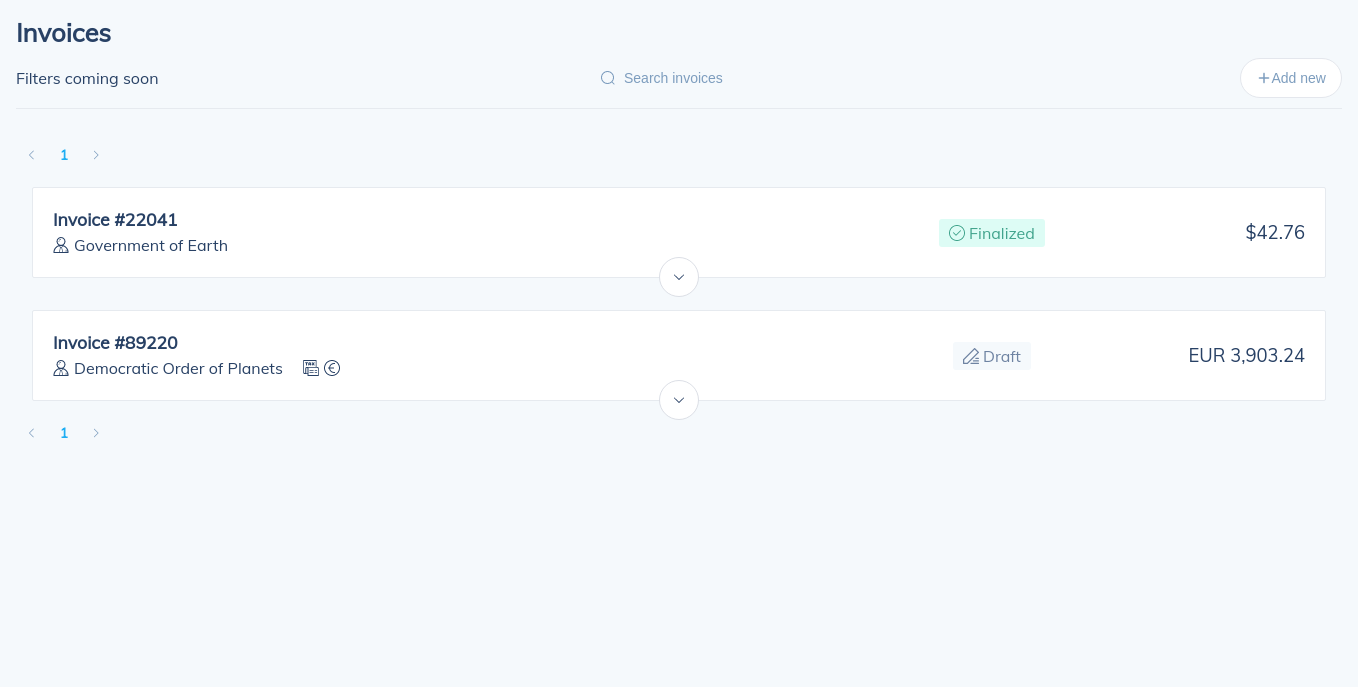 Invoices
Filters coming soon
Search invoices
+Add new
1
Invoice #22041
Government of Earth
Finalized
$42.76
Invoice #89220
Democratic Order of Planets
TAX
€
Draft
EUR 3,903.24
1